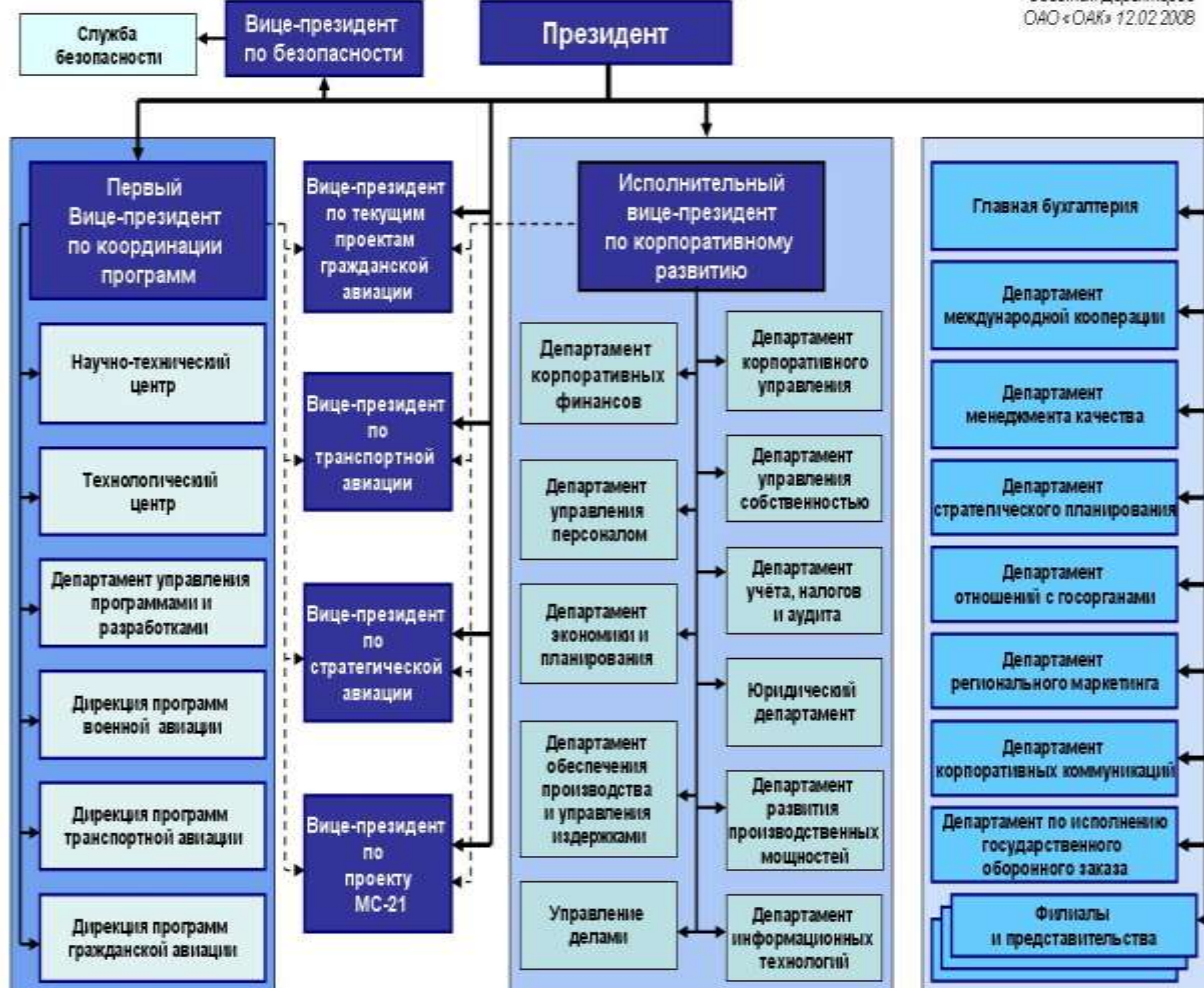 ОАО «ОАК» 12.02.2008
Служба
безопасности
Вице-президент
по безопасности
Президент
Первый
Вице-президент
по координации
программ
Научно-технический
центр
Технологический
центр
Департамент управления
программами и
разработками
Дирекция программ
военной авиации
Дирекция программ
транспортной авиации
Дирекция программ
гражданской авиации
Вице-президент
по текущим
проектам
гражданской
авиации
Вице-президент
по
транспортной
авиации
Вице-президент
по
стратегической
авиации
Вице-президент
по
проекту
МС-21
Исполнительный
вице-президент
по корпоративному
развитию
Департамент
корпоративных
финансов
Департамент
управления
персоналом
Департамент
экономики и
планирования
Департамент
обеспечения
производства
и управления
издержками
Управление
делами
Департамент
корпоративного
управления
Департамент
управления
собственностью
Департамент
учёта, налогов
и аудита
Юридический
департамент
Департамент
развития
производственных
мощностей
Департамент
информационных
технологий
Главная бухгалтерия
Департамент
международной кооперации
Департамент
менеджмента качества
Департамент
стратегического планирования
Департамент
отношений с госорганами
Департамент
регионального маркетинга
Департамент
корпоративных коммуникаций
Департамент по исполнению
государственного
оборонного заказа
Филиалы
и представительства